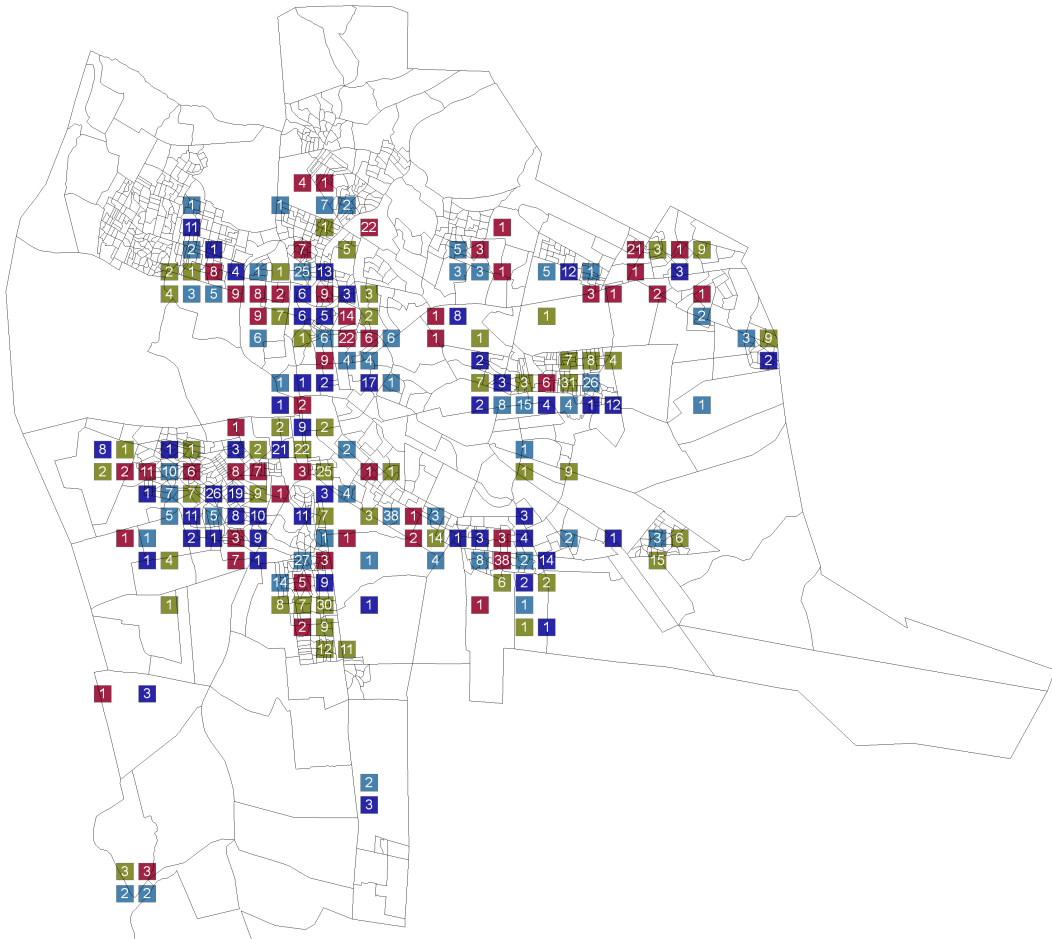 4 1
1 1 7 2
11 1 22 1
2 1 7 5 5 3 21 3 1 9
2 1 8 4 1 1 25 13 3 3 1 5 12 1 1 3
4 3 5 9 8 2 6 9 3 3 3 1 2 1
9 7 6 5 14 2 1 8 1 2
6 1 6 22 6 6 1 1 3 9
9 4 4 2 7 8 4 2
1 1 2 17 1 7 3 3 6 31 26
1 2 2 8 15 4 4 1 12 1
1 2 9 2
8 1 1 1 3 2 21 22 2 1
2 2 11 10 6 8 7 3 25 1 1 1 9
1 7 7 26 19 9 1 3 4
5 11 5 8 10 11 7 3 38 1 3 3
1 1 2 1 3 9 1 1 2 14 1 3 3 4 2 1 3 6
1 4 7 1 27 3 1 4 8 38 2 14 15
14 5 9 6 2 2
1 8 7 30 1 1 1
2 9 1 1
12 11
1 3
2
3
3 3
2 2